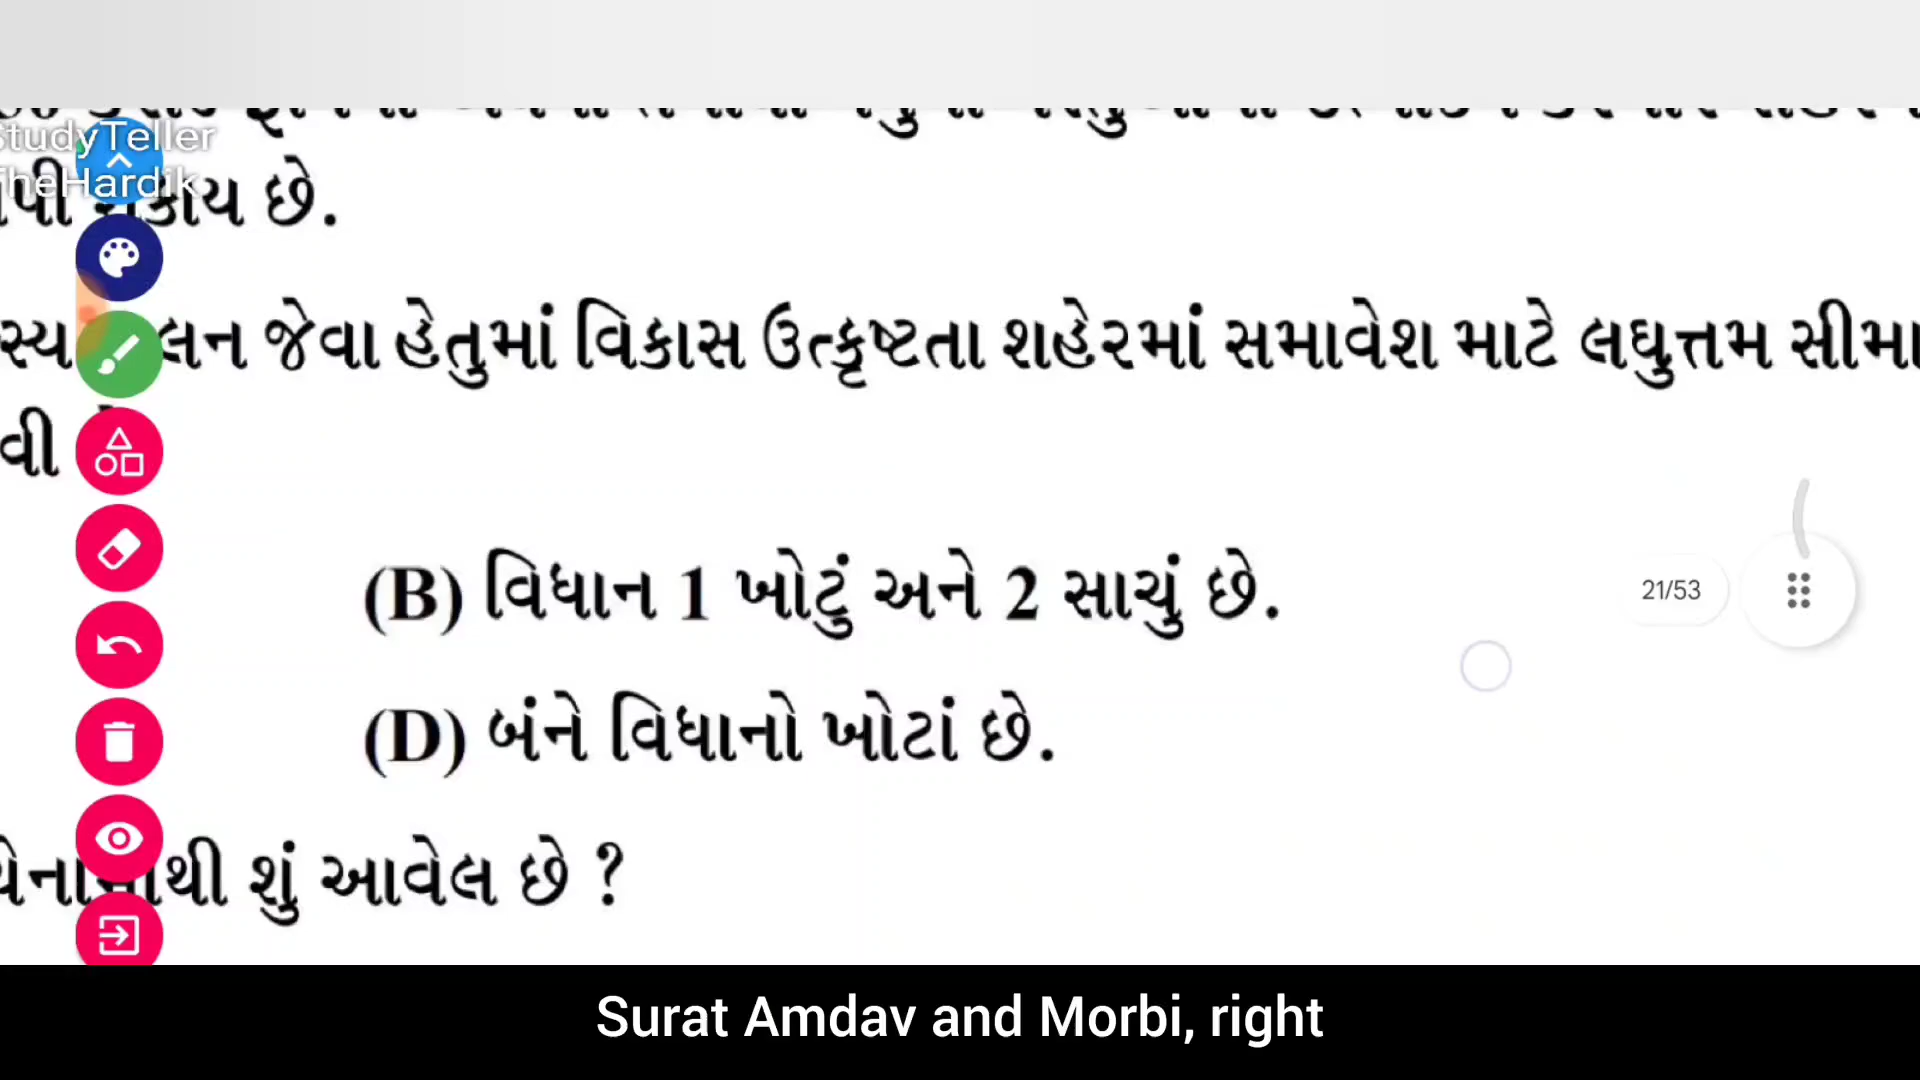 StudyTeller
TheHardik
છે.
લન જેવા હેતુમાં વિકાસ ઉત્કૃષ્ટતા શહેરમાં સમાવેશ માટે લઘુત્તમ સીમા
વી
(B) વિધાન 1 ખોટું અને 2 સાચું છે.
21/53
(D) બંને વિધાનો ખોટાં છે.
થી શું આવેલ છે ?
Surat Amdav and Morbi, right